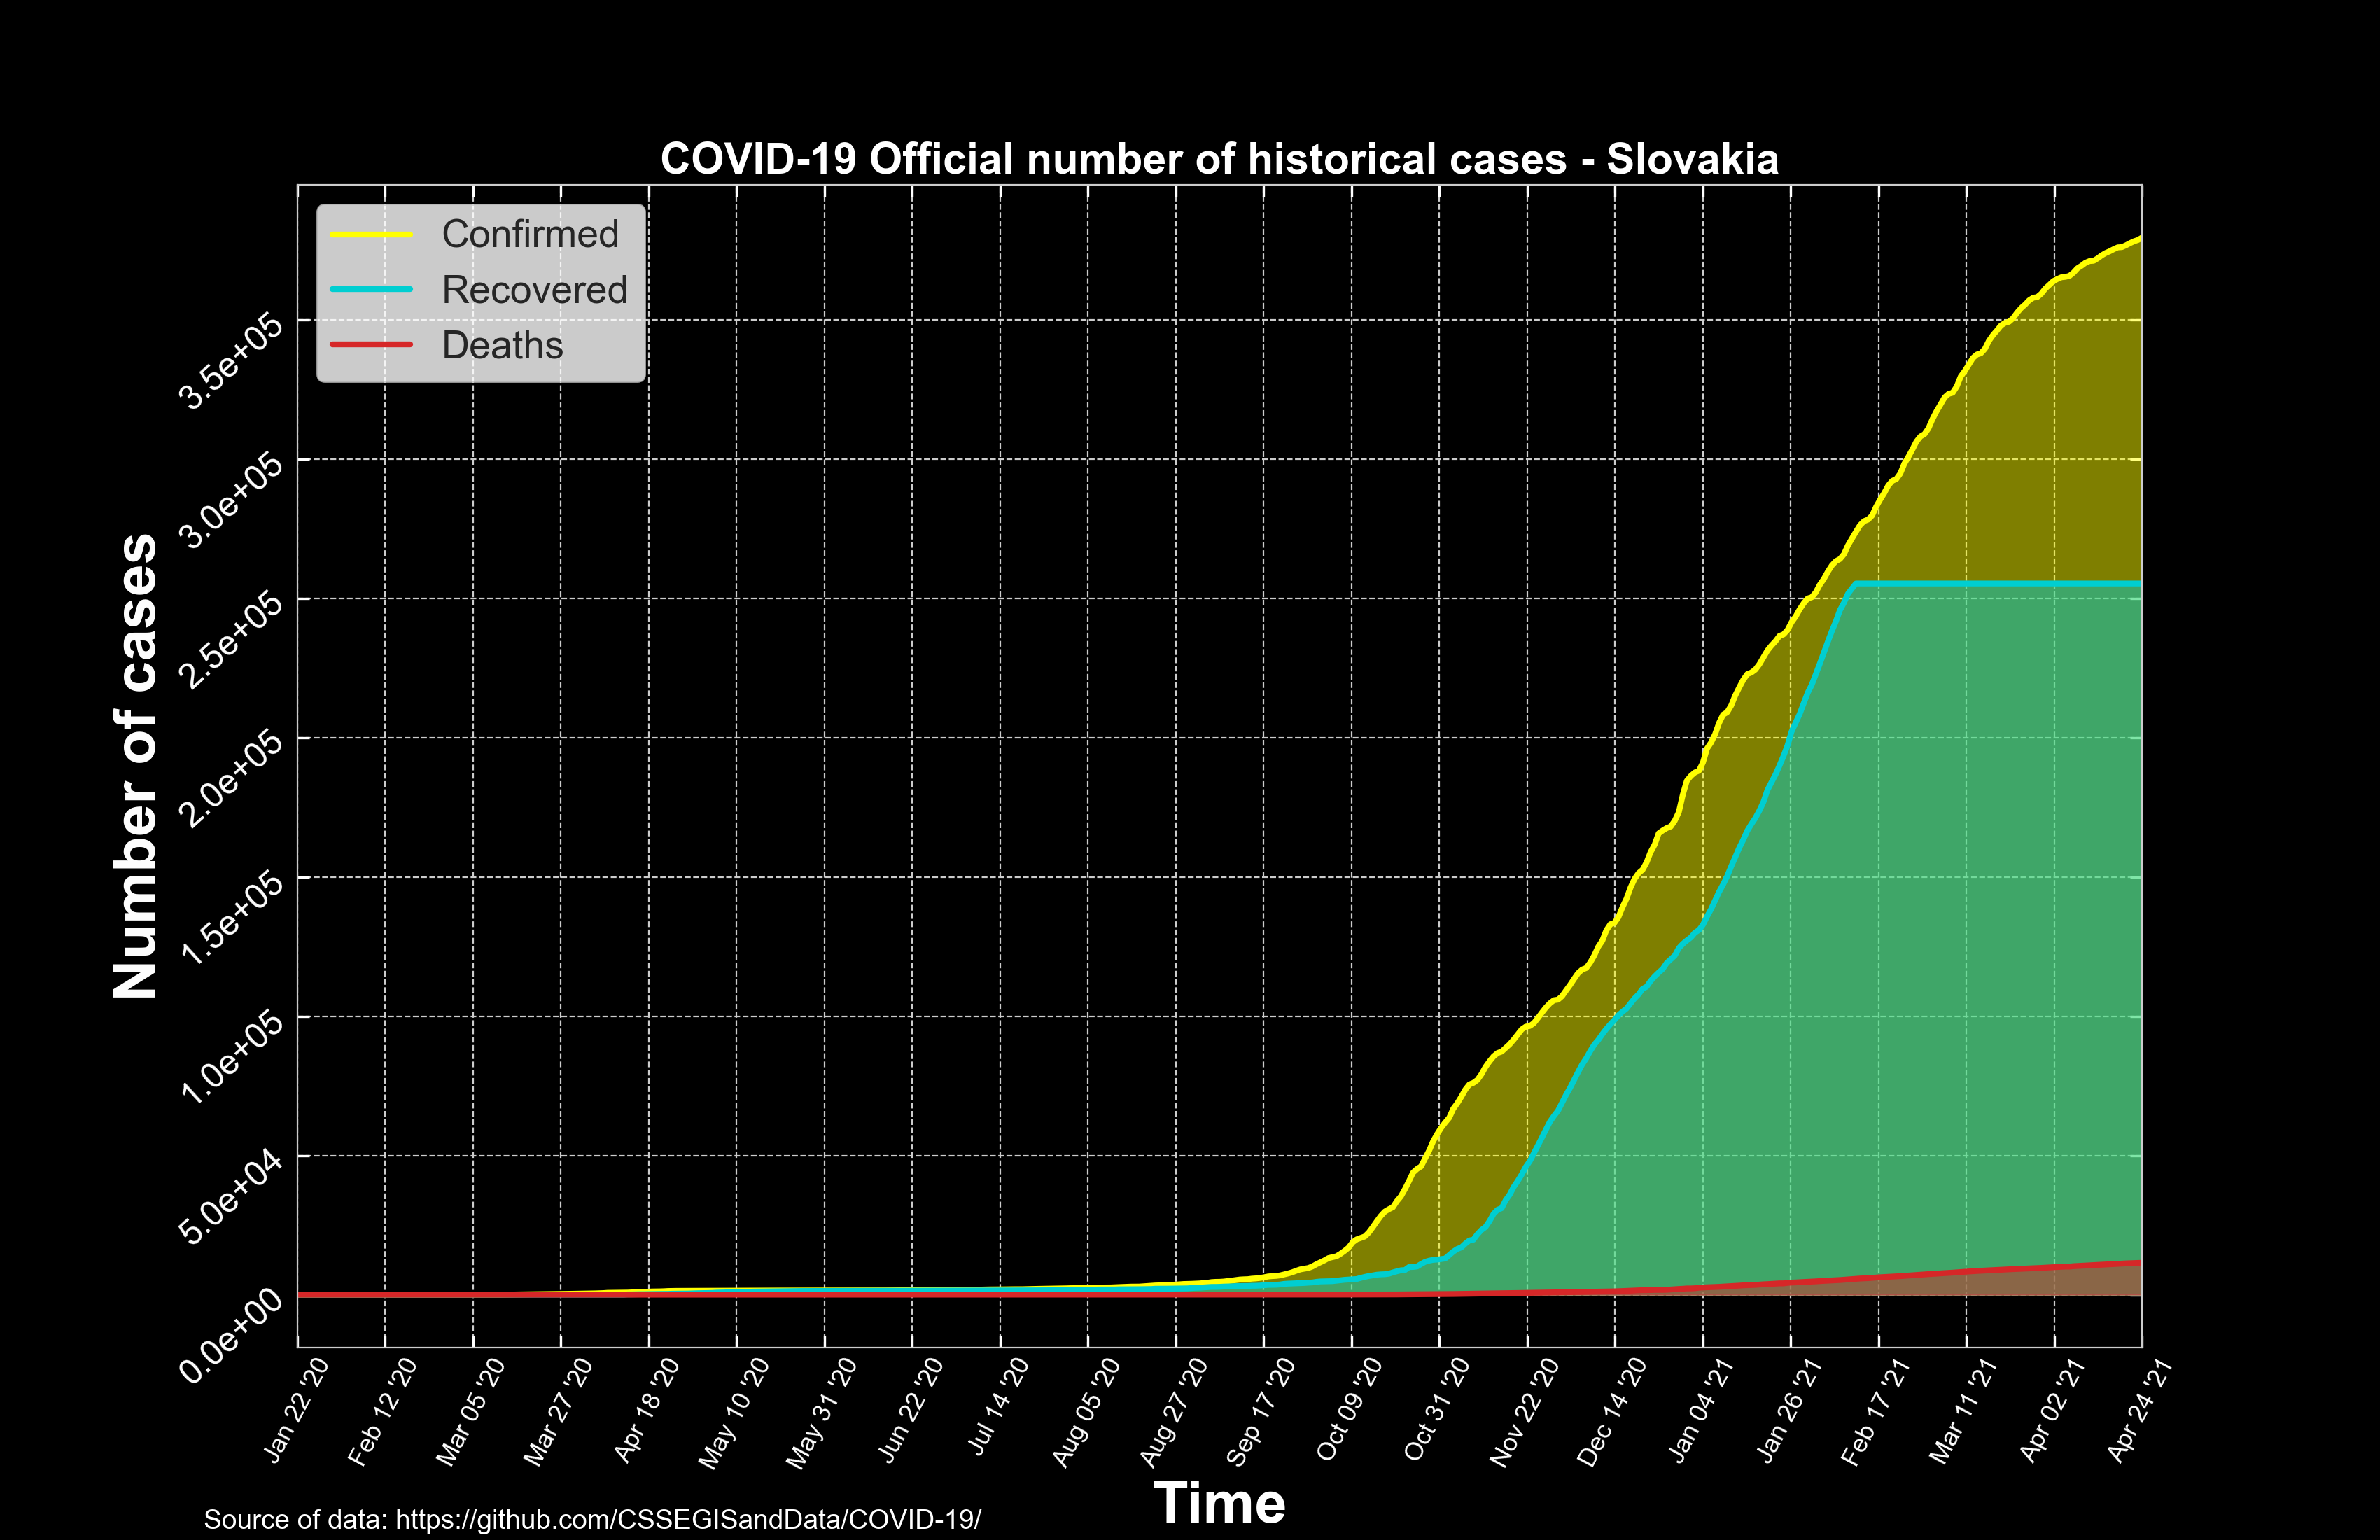 COVID-19 Official number of historical cases - Slovakia
Confirmed
Recovered
Deaths
Number of cases
3.5e+05
3.0e+05
2.5e+05
2.0e+05
1.5e+05
1.0e+05
5.0e+04
0.0e+00
Jan 22 '20
Feb 12 '20
Mar 05 '20
Mar 27 '20
Apr 18 '20
May 10 '20
May 31 '20
Jun 22 '20
Jul 14 '20
Aug 05 '20
Aug 27 '20
Sep 17 '20
Oct 09 '20
Oct 31 '20
Nov 22 '20
Dec 14 '20
Jan 04 '21
Jan 26 '21
Feb 17 '21
Mar 11 '21
Apr 02 '21
Apr 24 '21
Time
Source of data: https://github.com/CSSEGISandData/COVID-19/